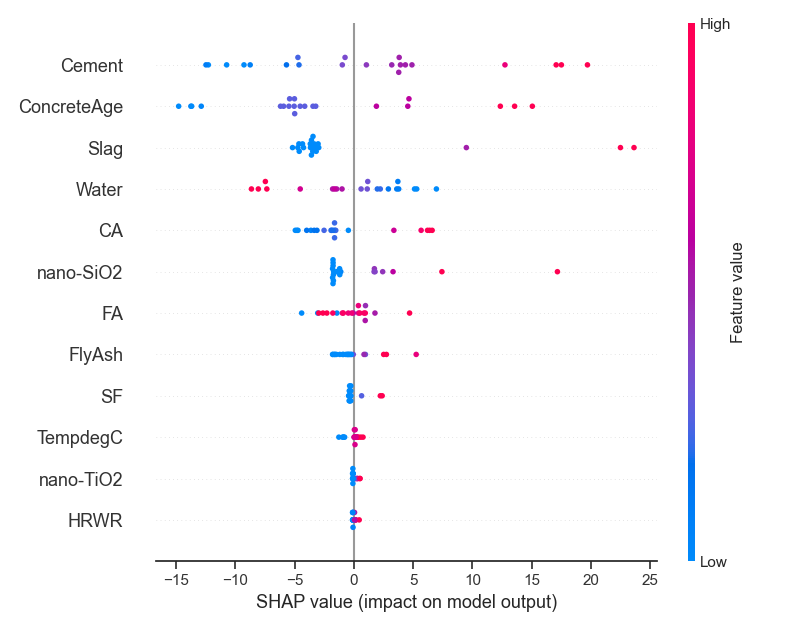 High
Cement
ConcreteAge
Slag
Water
CA
nano-SiO2
FA
FlyAsh
SF
TempdegC
nano-TiO2
HRWR
Feature value
Low
−15 −10 −5 0 5 10 15 20 25
SHAP value (impact on model output)